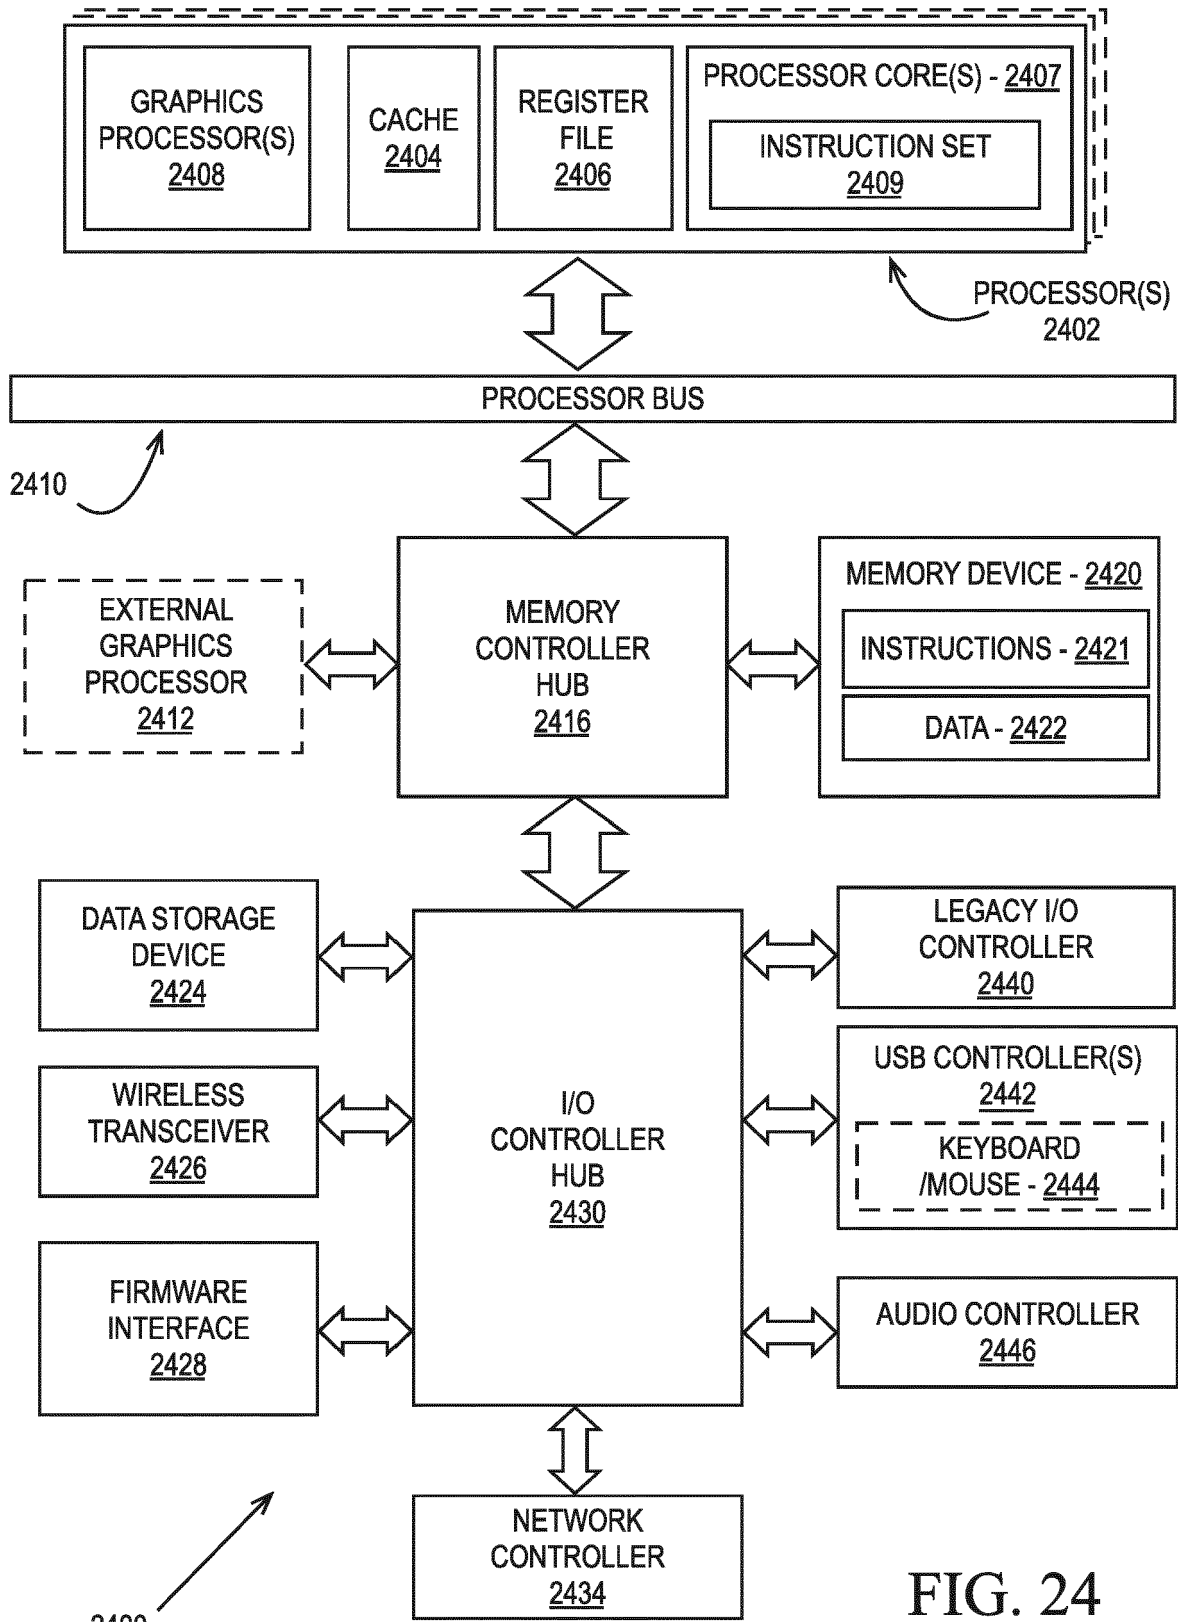 GRAPHICS
PROCESSOR(S)
2408
CACHE
2404
REGISTER
FILE
2406
PROCESSOR CORE(S) - 2407
INSTRUCTION SET
2409
PROCESSOR(S)
2402
PROCESSOR BUS
2410
EXTERNAL
GRAPHICS
PROCESSOR
2412
MEMORY
CONTROLLER
HUB
2416
MEMORY DEVICE - 2420
INSTRUCTIONS - 2421
DATA - 2422
DATA STORAGE
DEVICE
2424
WIRELESS
TRANSCEIVER
2426
FIRMWARE
INTERFACE
2428
I/O
CONTROLLER
HUB
2430
LEGACY I/O
CONTROLLER
2440
USB CONTROLLER(S)
2442
KEYBOARD
/MOUSE - 2444
AUDIO CONTROLLER
2446
NETWORK
CONTROLLER
2434
FIG. 24